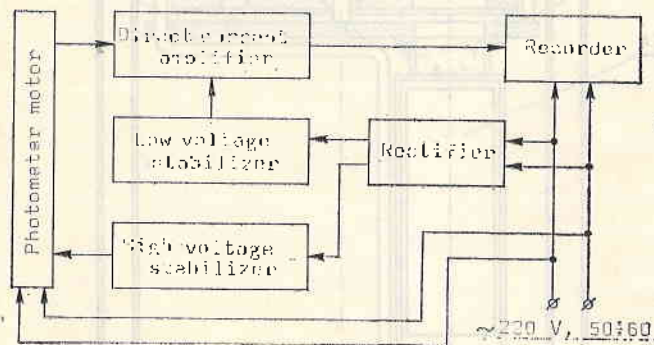 Direct current
amplifier
Recorder
Photometer motor
Low voltage
stabilizer
Rectifier
High voltage
stabilizer
~220 V, 50÷60